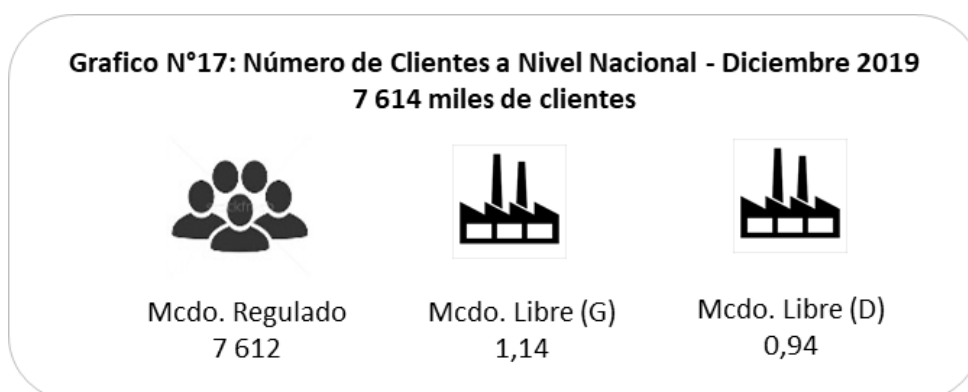 Grafico N°17: Número de Clientes a Nivel Nacional - Diciembre 2019
7 614 miles de clientes
Mcdo. Regulado
7 612
Mcdo. Libre (G)
1,14
Mcdo. Libre (D)
0,94